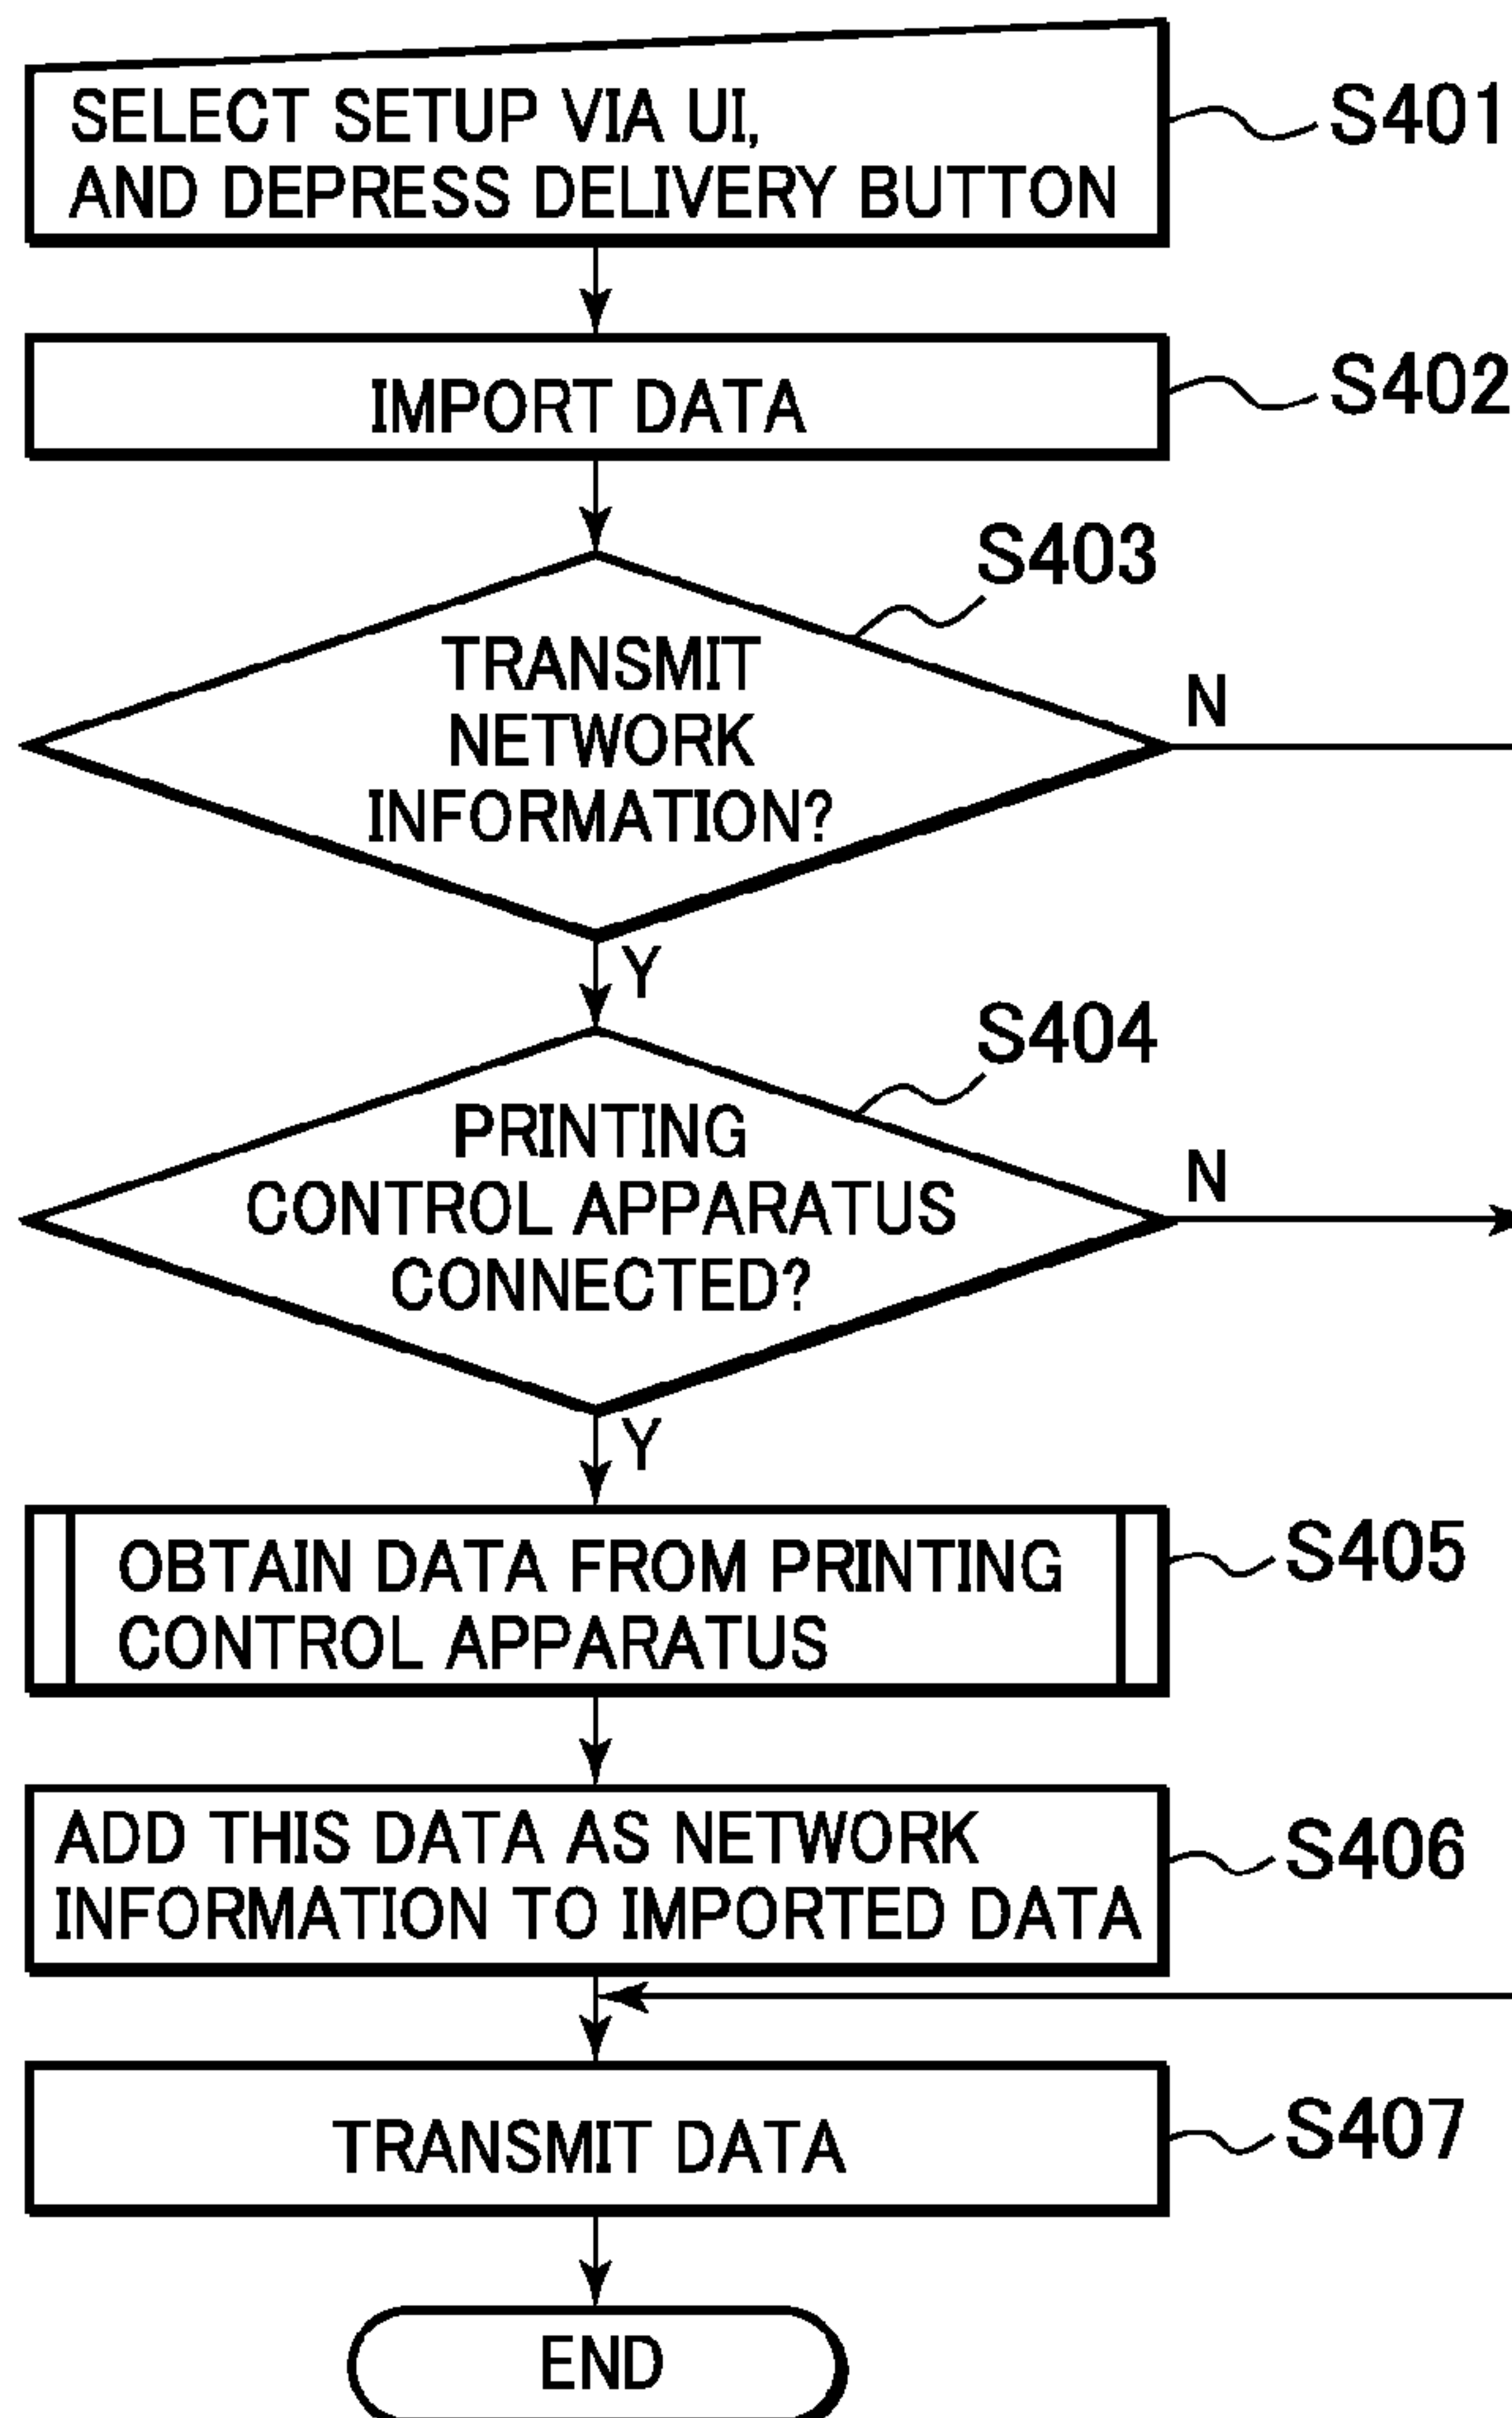 SELECT SETUP VIA UI,
AND DEPRESS DELIVERY BUTTON
S401
IMPORT DATA
S402
S403
TRANSMIT
NETWORK
INFORMATION?
N
Y
S404
PRINTING
CONTROL APPARATUS
CONNECTED?
N
Y
OBTAIN DATA FROM PRINTING
CONTROL APPARATUS
S405
ADD THIS DATA AS NETWORK
INFORMATION TO IMPORTED DATA
S406
TRANSMIT DATA
S407
END